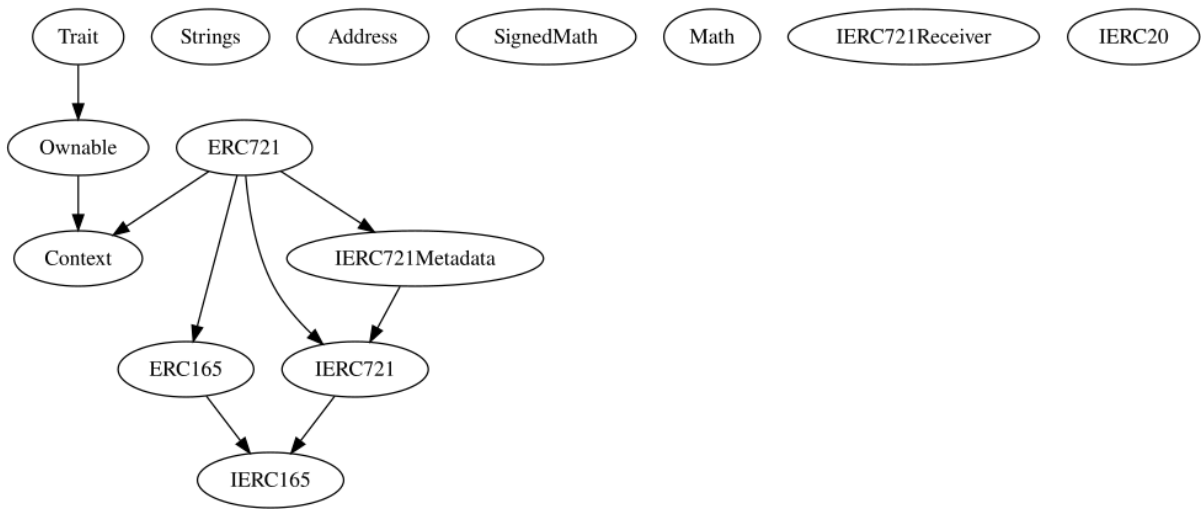 Trait
Strings
Address
SignedMath
Math
IERC721Receiver
IERC20
Ownable
ERC721
Context
IERC721Metadata
ERC165
IERC721
IERC165